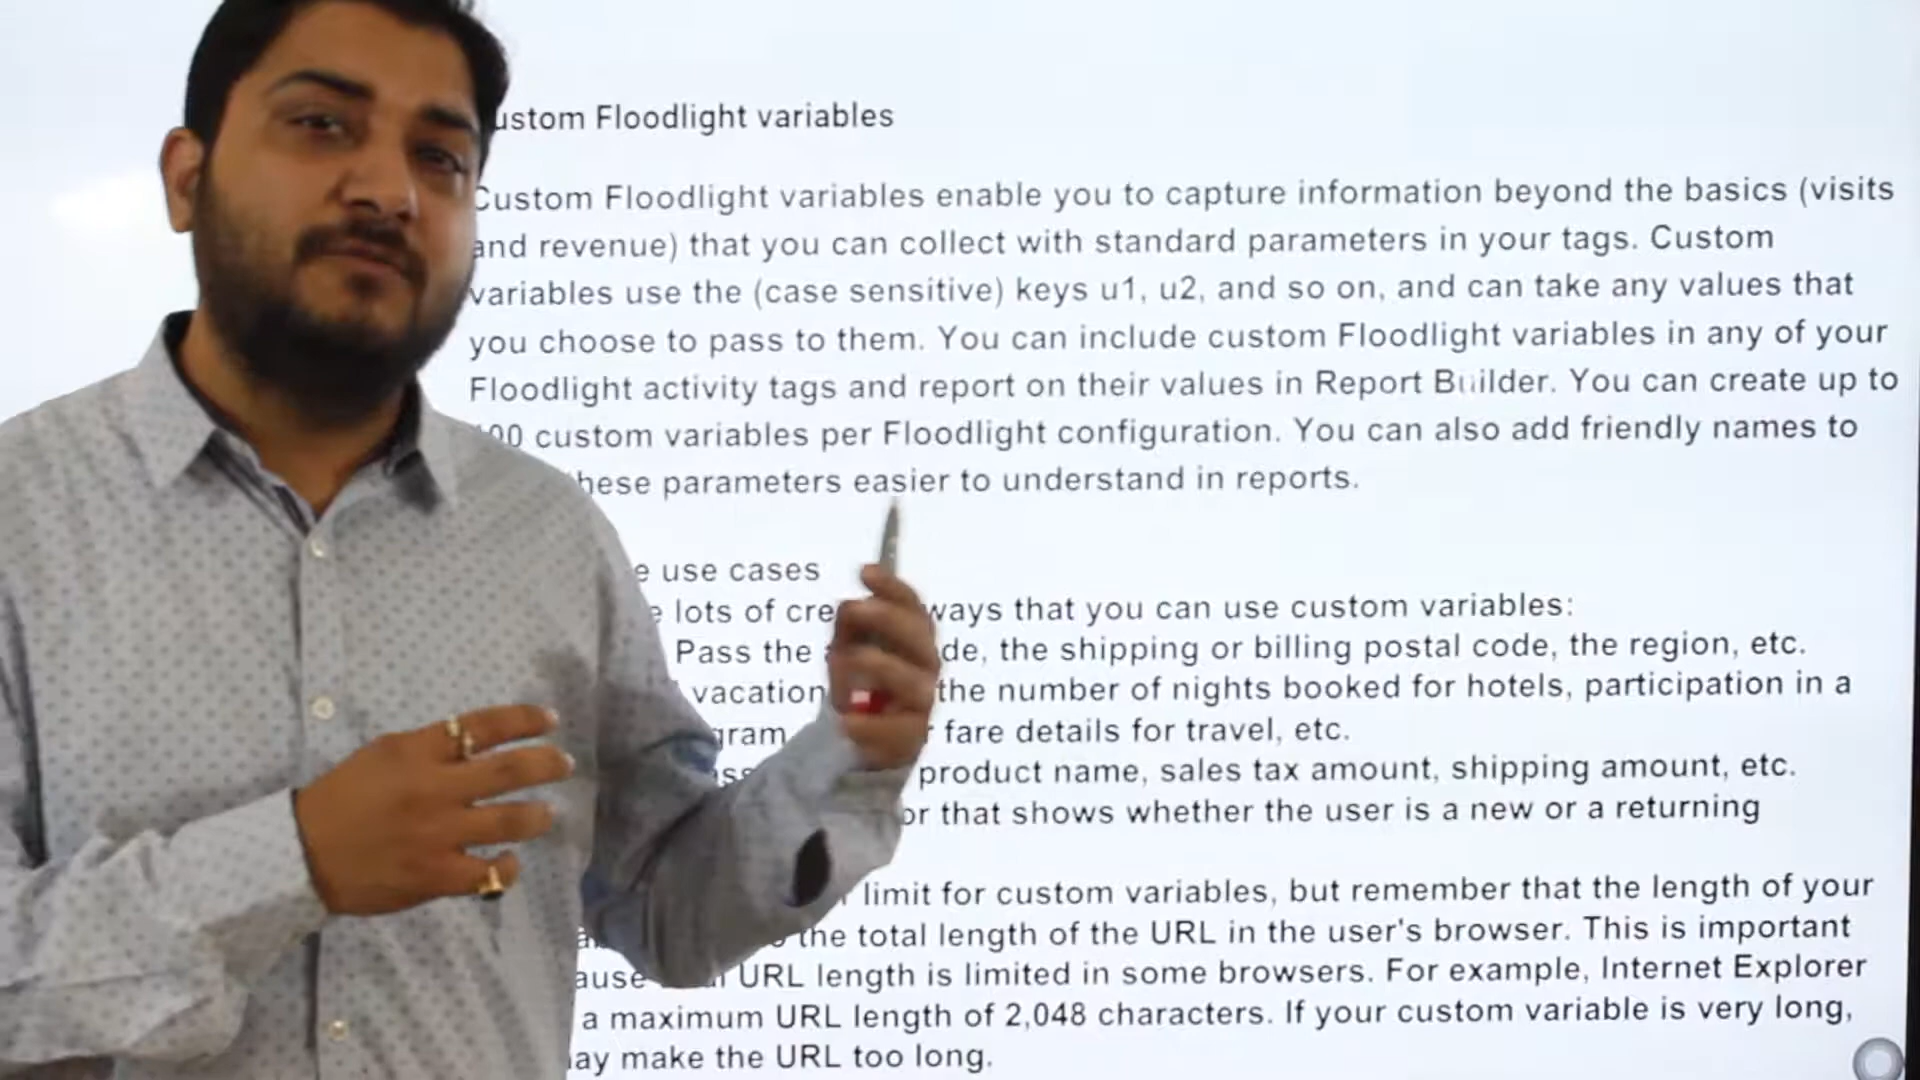 ustom Floodlight variables
Custom Floodlight variables enable you to capture information beyond the basics (visits
and revenue) that you can collect with standard parameters in your tags. Custom
variables use the (case sensitive) keys u1, u2, and so on, and can take any values that
you choose to pass to them. You can include custom Floodlight variables in any of your
Floodlight activity tags and report on their values in Report Builder. You can create up to
100 custom variables per Floodlight configuration. You can also add friendly names to
these parameters easier to understand in reports.
use cases
lots of ways that you can use custom variables:
Pass the the shipping or billing postal code, the region, etc.
vacation the number of nights booked for hotels, participation in a
fare details for travel, etc.
product name, sales tax amount, shipping amount, etc.
that shows whether the user is a new or a returning
limit for custom variables, but remember that the length of your
the total length of the URL in the user's browser. This is important
URL length is limited in some browsers. For example, Internet Explorer
a maximum URL length of 2,048 characters. If your custom variable is very long,
make the URL too long.